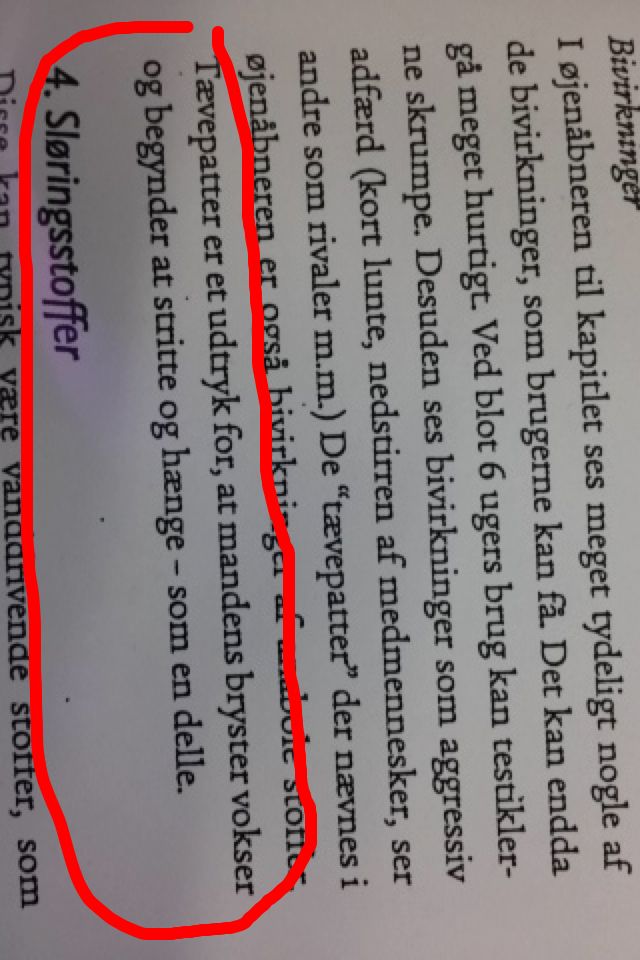 Bivirkninger
I øjenåbneren til kapitlet ses meget tydeligt nogle af
de bivirkninger, som brugerne kan få. Det kan endda
gå meget hurtigt. Ved blot 6 ugers brug kan testikler-
ne skrumpe. Desuden ses bivirkninger som aggressiv
adfærd (kort lunte, nedstirren af medmennesker, ser
andre som rivaler m.m.) De “tævepatter” der nævnes i
øjenåbneren er også bivirkninger af anabole stoffer.
Tævepatter er et udtryk for, at mandens bryster vokser
og begynder at stritte og hænge – som en delle.
4. Sløringsstoffer
Disse kan typisk være vanddrivende stoffer, som